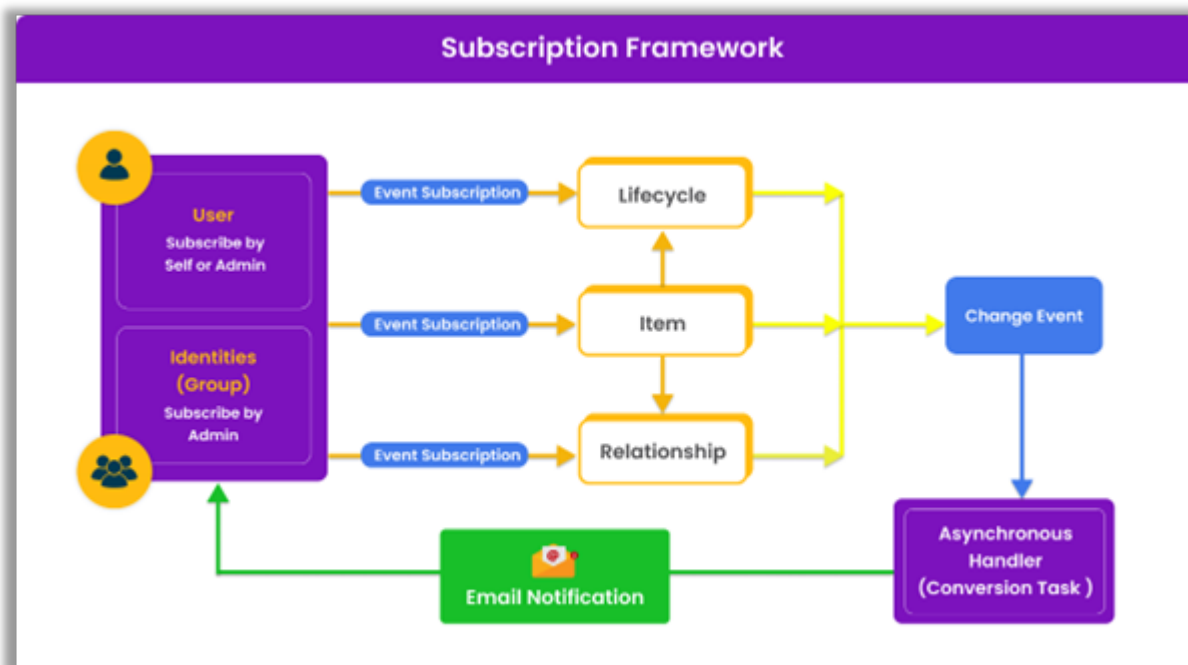 Subscription Framework
User
Subscribe by
Self or Admin
Identities
(Group)
Subscribe by
Admin
Event Subscription
Event Subscription
Event Subscription
Lifecycle
Item
Relationship
Change Event
Asynchronous
Handler
(Conversion Task )
Email Notification